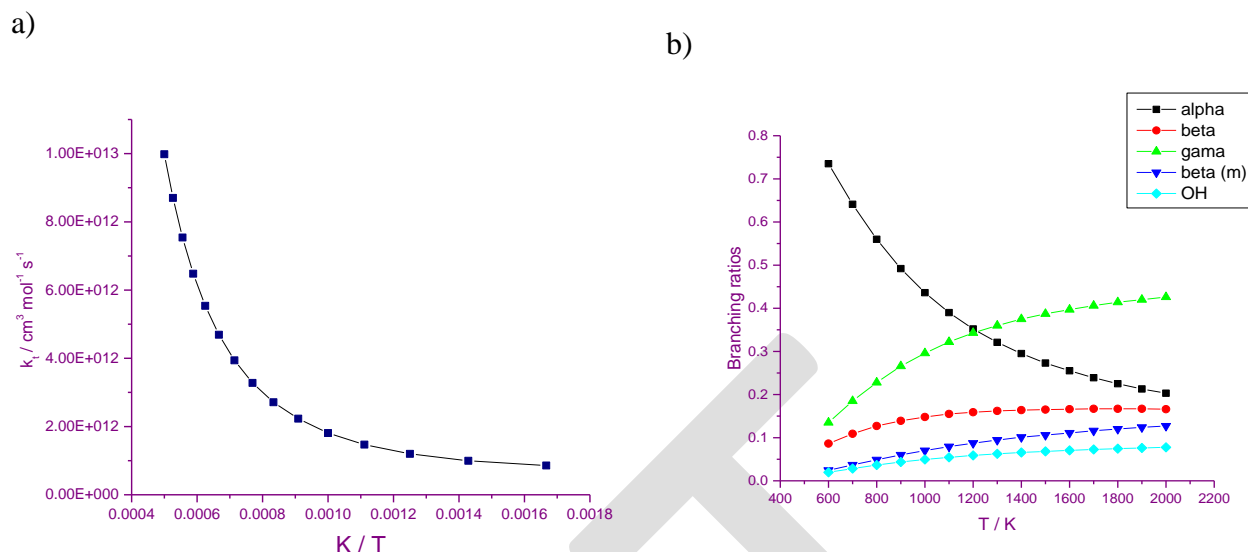 a)
1.00E+013
8.00E+012
6.00E+012
4.00E+012
2.00E+012
0.00E+000
k_t / cm³ mol⁻¹ s⁻¹
0.0004 0.0006 0.0008 0.0010 0.0012 0.0014 0.0016 0.0018
K / T
b)
alpha
beta
gama
beta (m)
OH
0.8
0.7
0.6
0.5
0.4
0.3
0.2
0.1
0.0
Branching ratios
400 600 800 1000 1200 1400 1600 1800 2000 2200
T / K